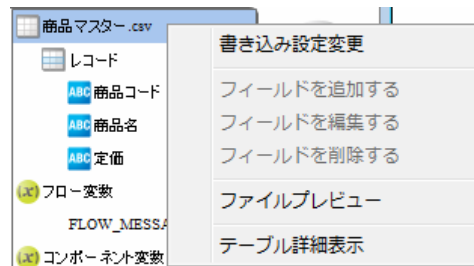 商品マスター.csv
レコード
ABC 商品コード
ABC 商品名
ABC 定価
(x) フロー変数
FLOW_MESSA
(x) コンポーネント変数
書き込み設定変更
フィールドを追加する
フィールドを編集する
フィールドを削除する
ファイルプレビュー
テーブル詳細表示